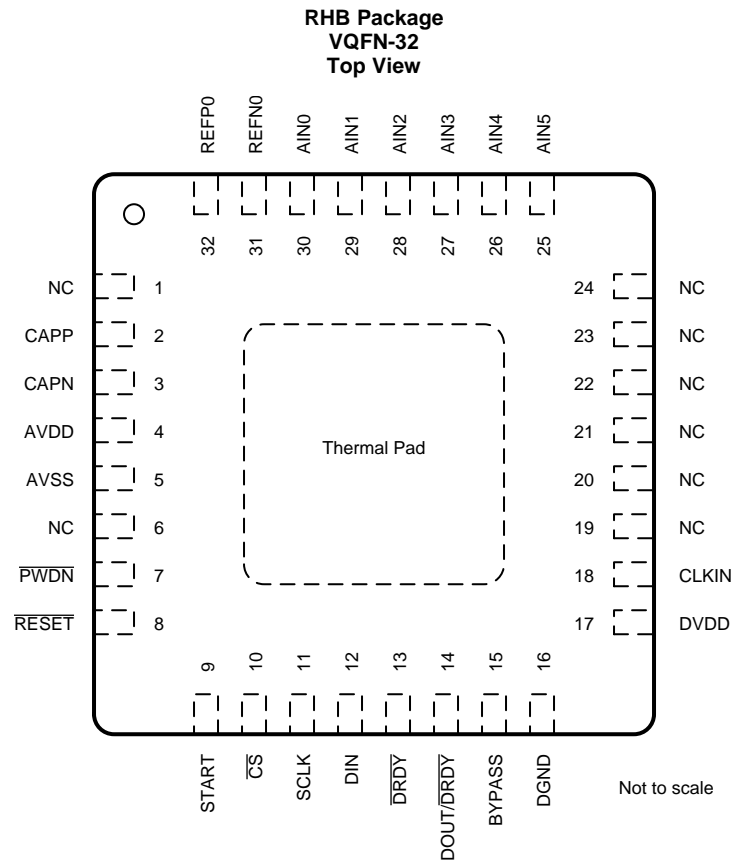 RHB Package
VQFN-32
Top View
REFP0
REFN0
AIN0
AIN1
AIN2
AIN3
AIN4
AIN5
32
31
30
29
28
27
26
25
NC 1
CAPP 2
CAPN 3
AVDD 4
AVSS 5
NC 6
PWDN 7
RESET 8
Thermal Pad
24 NC
23 NC
22 NC
21 NC
20 NC
19 NC
18 CLKIN
17 DVDD
9
10
11
12
13
14
15
16
START
CS
SCLK
DIN
DRDY
DOUT/DRDY
BYPASS
DGND
Not to scale